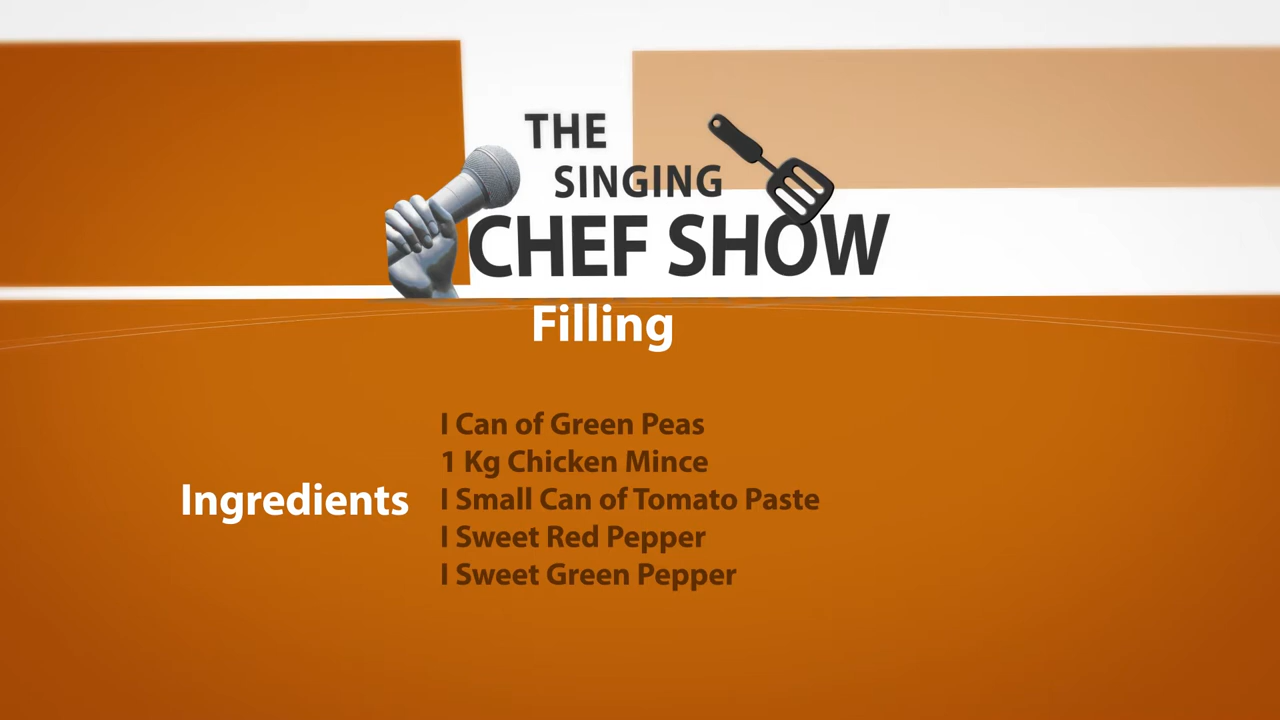 THE
SINGING
CHEF SHOW
Filling
Ingredients
I Can of Green Peas
1 Kg Chicken Mince
I Small Can of Tomato Paste
I Sweet Red Pepper
I Sweet Green Pepper